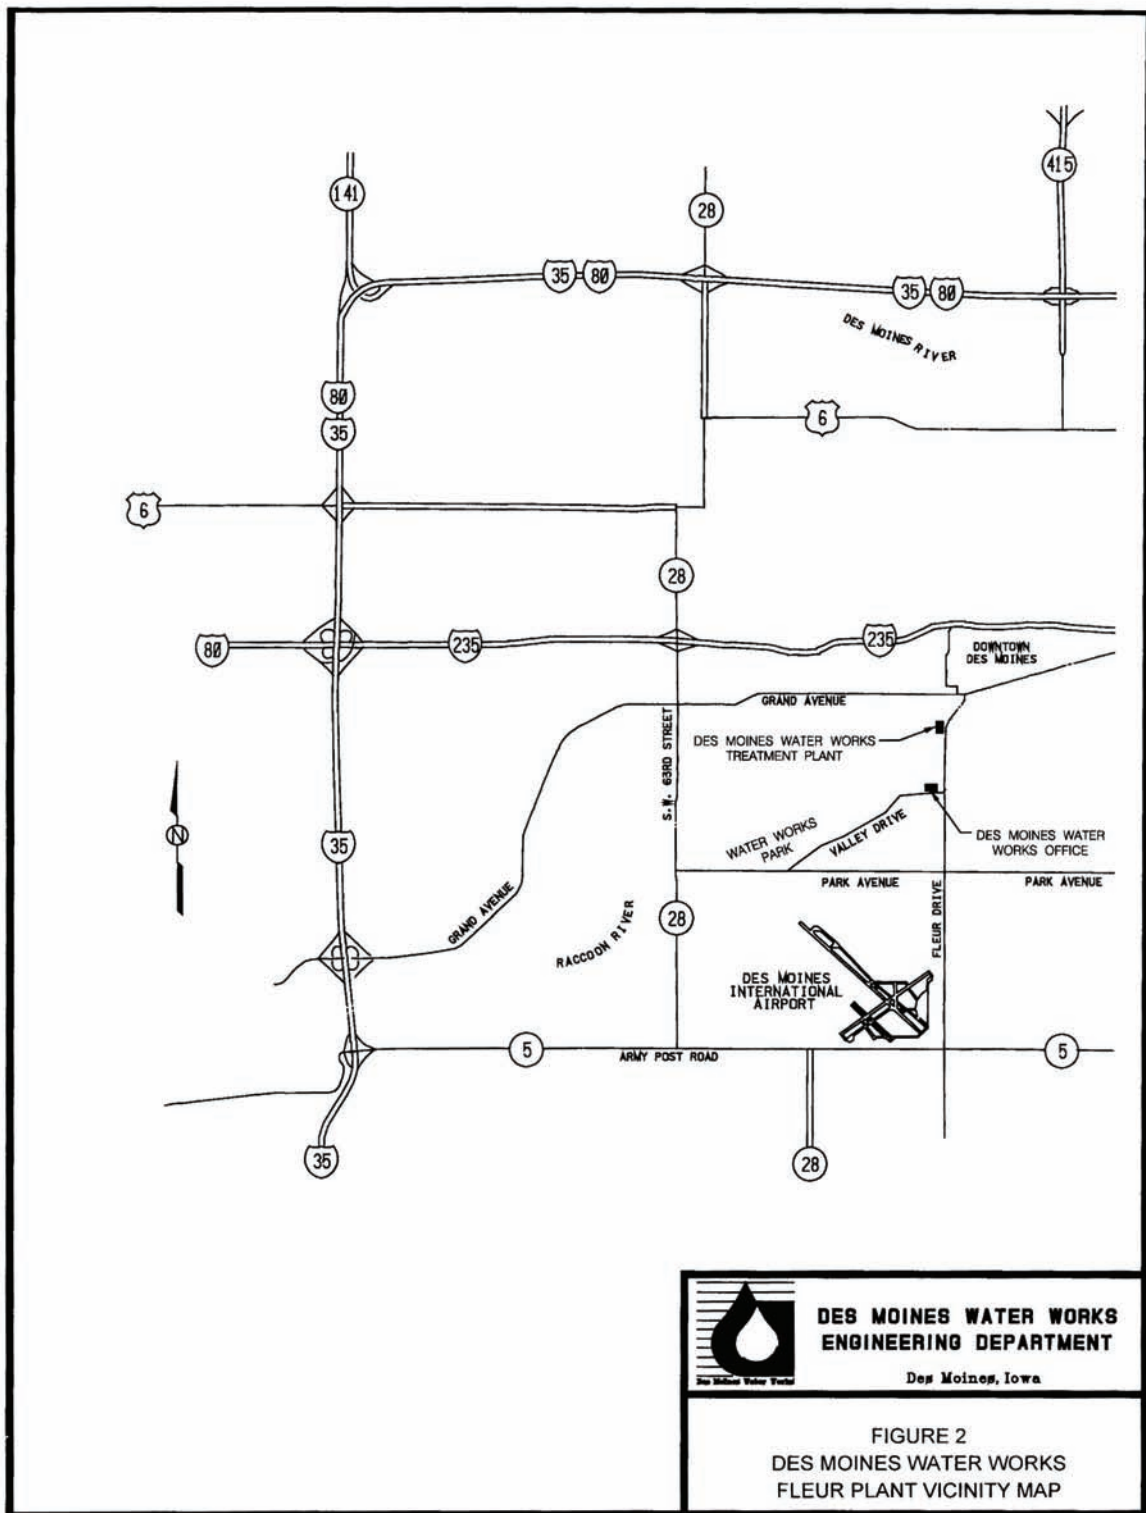 141
28
415
35
80
35
80
DES MOINES RIVER
80
35
6
6
28
80
235
235
DOWNTOWN
DES MOINES
GRAND AVENUE
S.W. 63RD STREET
DES MOINES WATER WORKS
TREATMENT PLANT
35
WATER WORKS
PARK
VALLEY DRIVE
DES MOINES WATER
WORKS OFFICE
PARK AVENUE
PARK AVENUE
N
GRAND AVENUE
RACCOON RIVER
28
FLEUR DRIVE
DES MOINES
INTERNATIONAL
AIRPORT
5
ARMY POST ROAD
5
35
28
Des Moines Water Works
DES MOINES WATER WORKS
ENGINEERING DEPARTMENT
Des Moines, Iowa
FIGURE 2
DES MOINES WATER WORKS
FLEUR PLANT VICINITY MAP